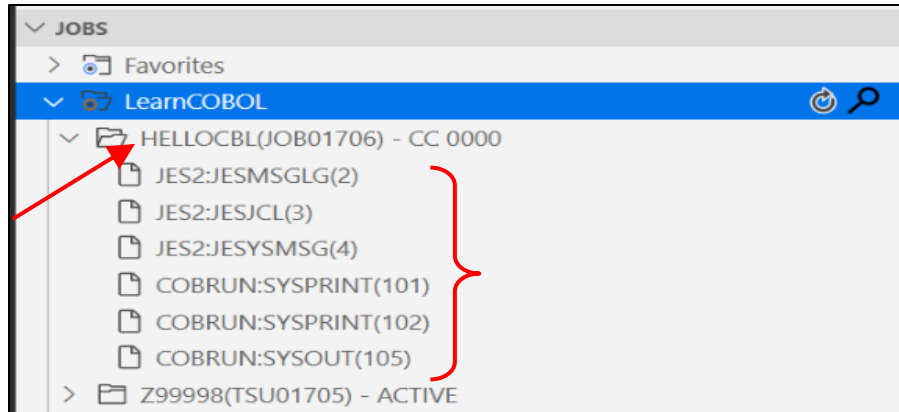 JOBS
Favorites
LearnCOBOL
HELLOCBL(JOB01706) - CC 0000
JES2:JESMSGLG(2)
JES2:JESJCL(3)
JES2:JESYSMSG(4)
COBRUN:SYSPRINT(101)
COBRUN:SYSPRINT(102)
COBRUN:SYSOUT(105)
Z99998(TSU01705) - ACTIVE